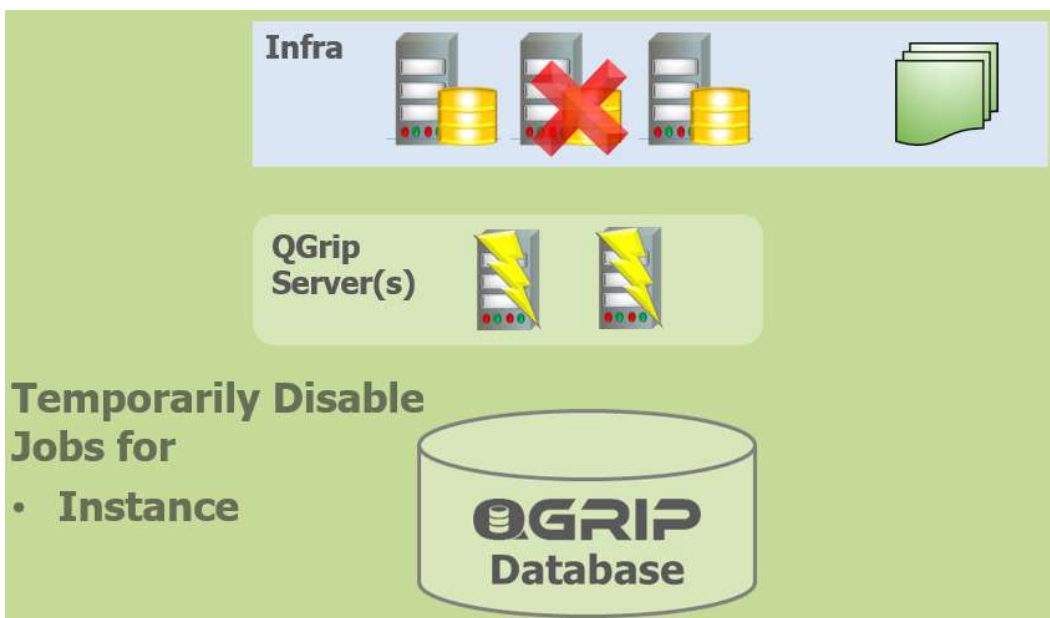 Infra
QGrip
Server(s)
Temporarily Disable
Jobs for
• Instance
QGRIP
Database